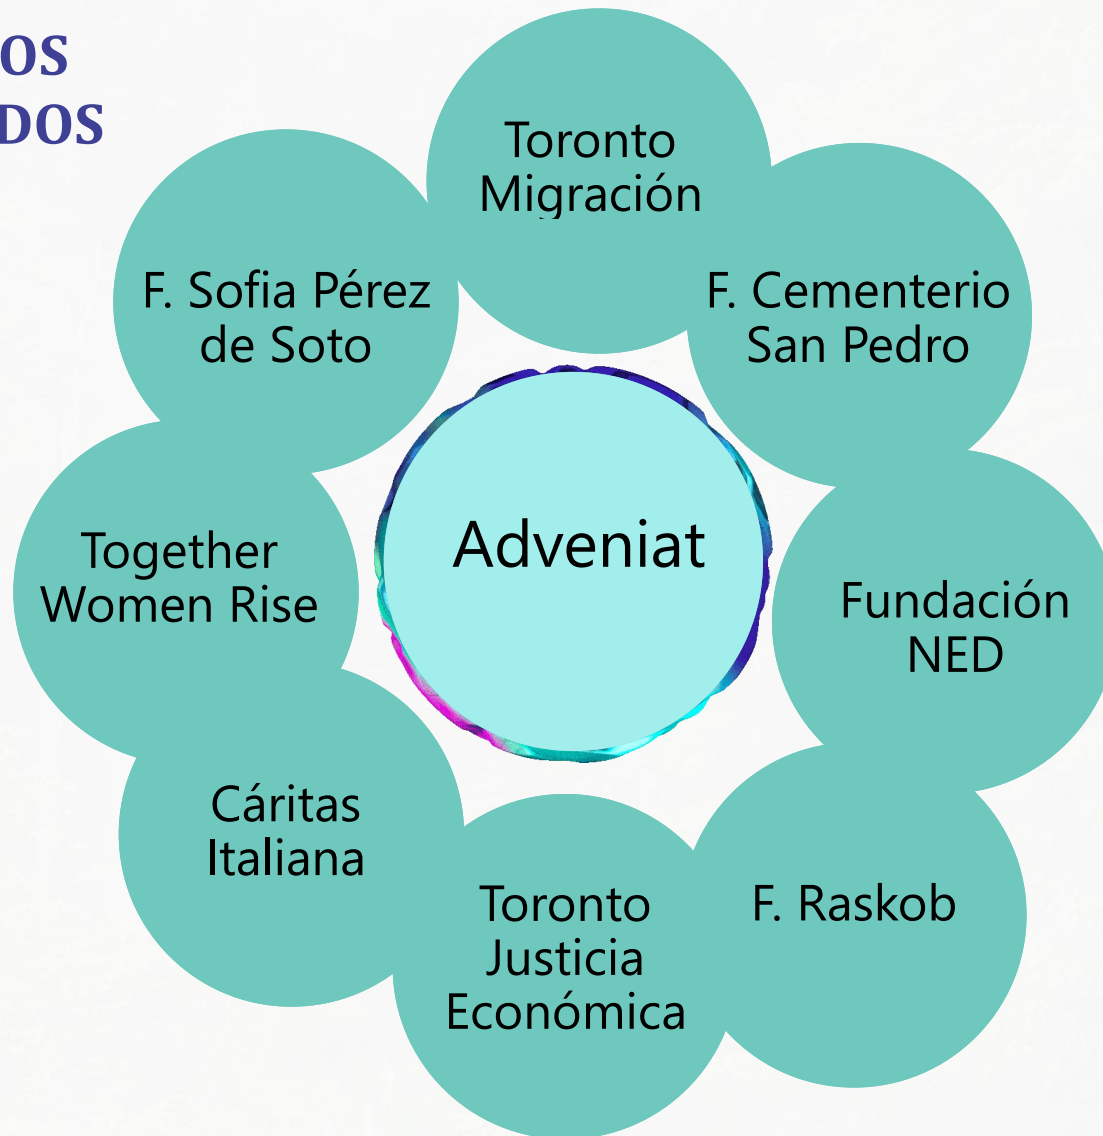 OS
DOS
Toronto
Migración
F. Sofia Pérez
de Soto
F. Cementerio
San Pedro
Adveniat
Together
Women Rise
Fundación
NED
Cáritas
Italiana
Toronto
Justicia
Económica
F. Raskob